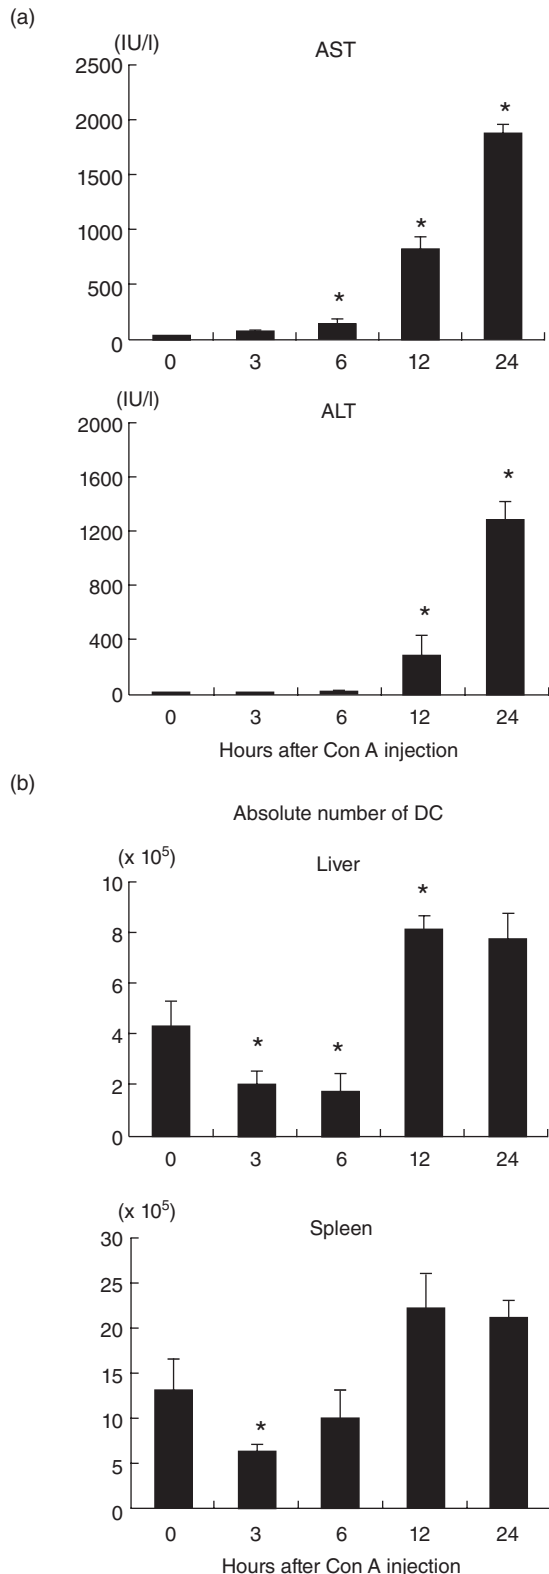 (a)
(IU/l)
AST
2500
2000
*
1500
1000
*
500
*
0
0 3 6 12 24
(IU/l)
ALT
2000
1600
*
1200
800
*
400
0
0 3 6 12 24
Hours after Con A injection
(b)
Absolute number of DC
(x 10⁵)
Liver
10
*
8
6
4
* *
2
0
0 3 6 12 24
(x 10⁵)
Spleen
30
25
20
15
10
*
5
0
0 3 6 12 24
Hours after Con A injection